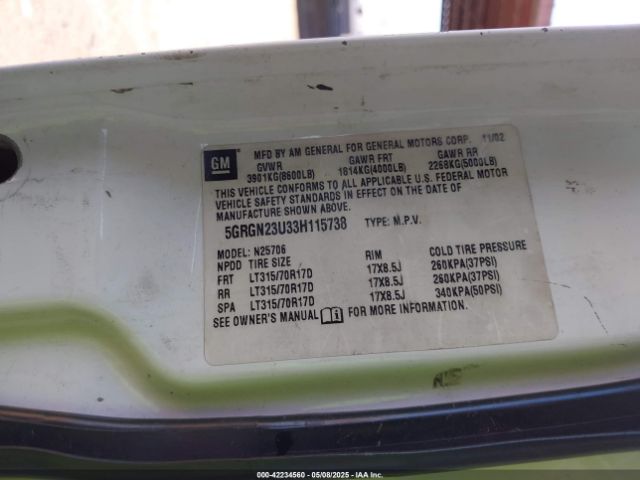 GM
MFD BY AM GENERAL FOR GENERAL MOTORS CORP. 11/02
GVWR GAWR FRT GAWR RR
3901KG(8600LB) 1814KG(4000LB) 2268KG(5000LB)
THIS VEHICLE CONFORMS TO ALL APPLICABLE U.S. FEDERAL MOTOR
VEHICLE SAFETY STANDARDS IN EFFECT ON THE DATE OF
MANUFACTURE SHOWN ABOVE.
5GRGN23U33H115738 TYPE: M.P.V.
MODEL: N25706
NPDD TIRE SIZE RIM COLD TIRE PRESSURE
FRT LT315/70R17D 17X8.5J 260KPA(37PSI)
RR LT315/70R17D 17X8.5J 260KPA(37PSI)
SPA LT315/70R17D 17X8.5J 340KPA(50PSI)
SEE OWNER'S MANUAL FOR MORE INFORMATION.
000-42234560 05/08/2025 IAA Inc.